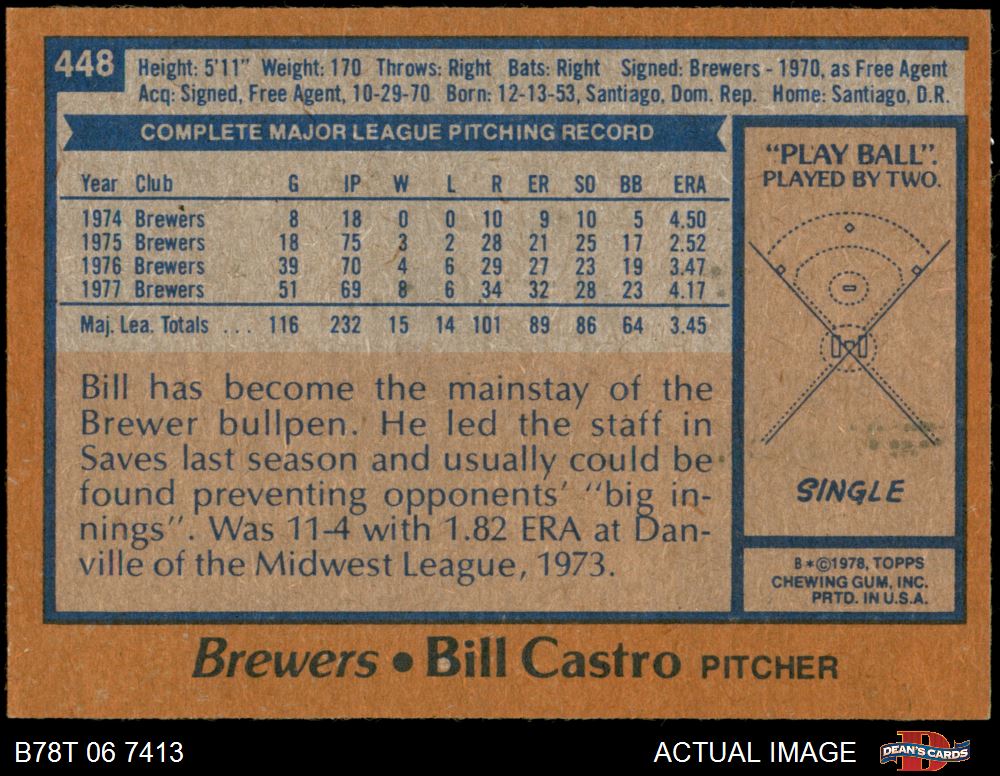 448
Height: 5'11" Weight: 170 Throws: Right Bats: Right Signed: Brewers - 1970, as Free Agent
Acq: Signed, Free Agent, 10-29-70 Born: 12-13-53, Santiago, Dom. Rep. Home: Santiago, D.R.
COMPLETE MAJOR LEAGUE PITCHING RECORD
Year Club G IP W L R ER SO BB ERA
1974 Brewers 8 18 0 0 10 9 10 5 4.50
1975 Brewers 18 75 3 2 28 21 25 17 2.52
1976 Brewers 39 70 4 6 29 27 23 19 3.47
1977 Brewers 51 69 8 6 34 32 28 23 4.17
Maj. Lea. Totals . . . 116 232 15 14 101 89 86 64 3.45
Bill has become the mainstay of the
Brewer bullpen. He led the staff in
Saves last season and usually could be
found preventing opponents' "big in-
nings". Was 11-4 with 1.82 ERA at Dan-
ville of the Midwest League, 1973.
"PLAY BALL".
PLAYED BY TWO.
SINGLE
B*©1978, TOPPS
CHEWING GUM, INC.
PRTD. IN U.S.A.
Brewers • Bill Castro PITCHER
B78T 06 7413
ACTUAL IMAGE
D
DEAN'S CARDS